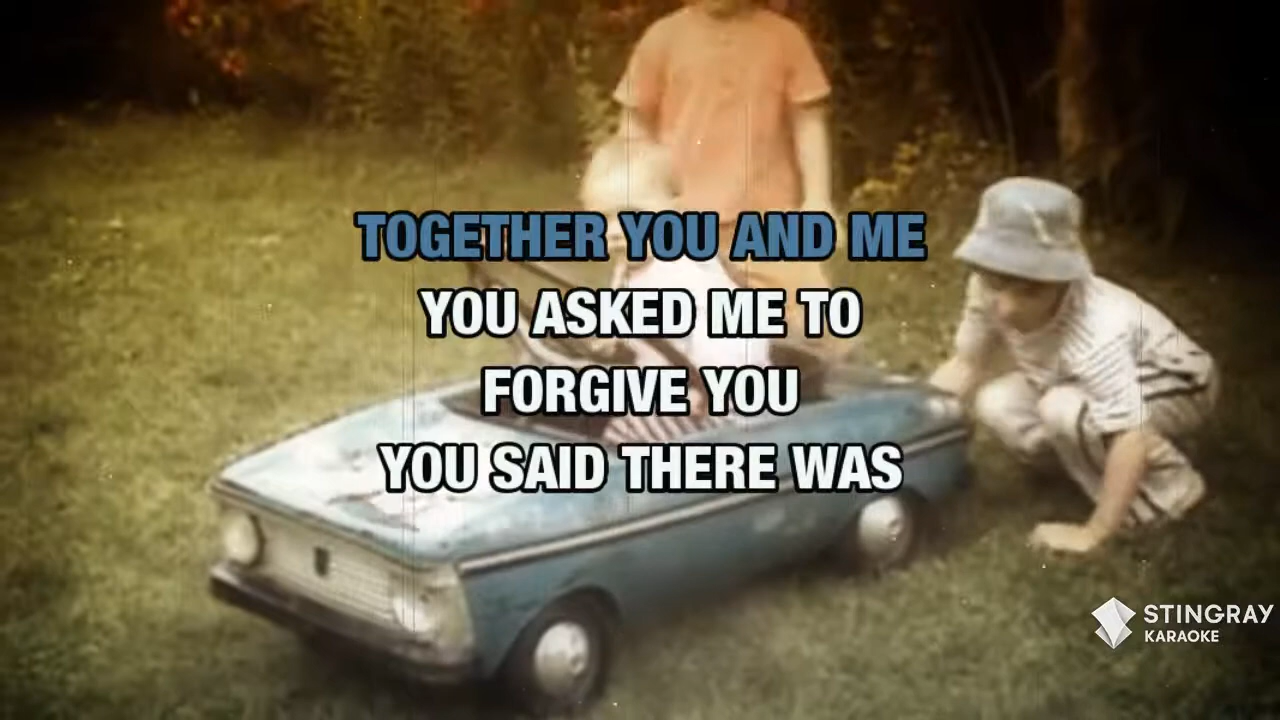 TOGETHER YOU AND ME
YOU ASKED ME TO
FORGIVE YOU
YOU SAID THERE WAS
STINGRAY
KARAOKE